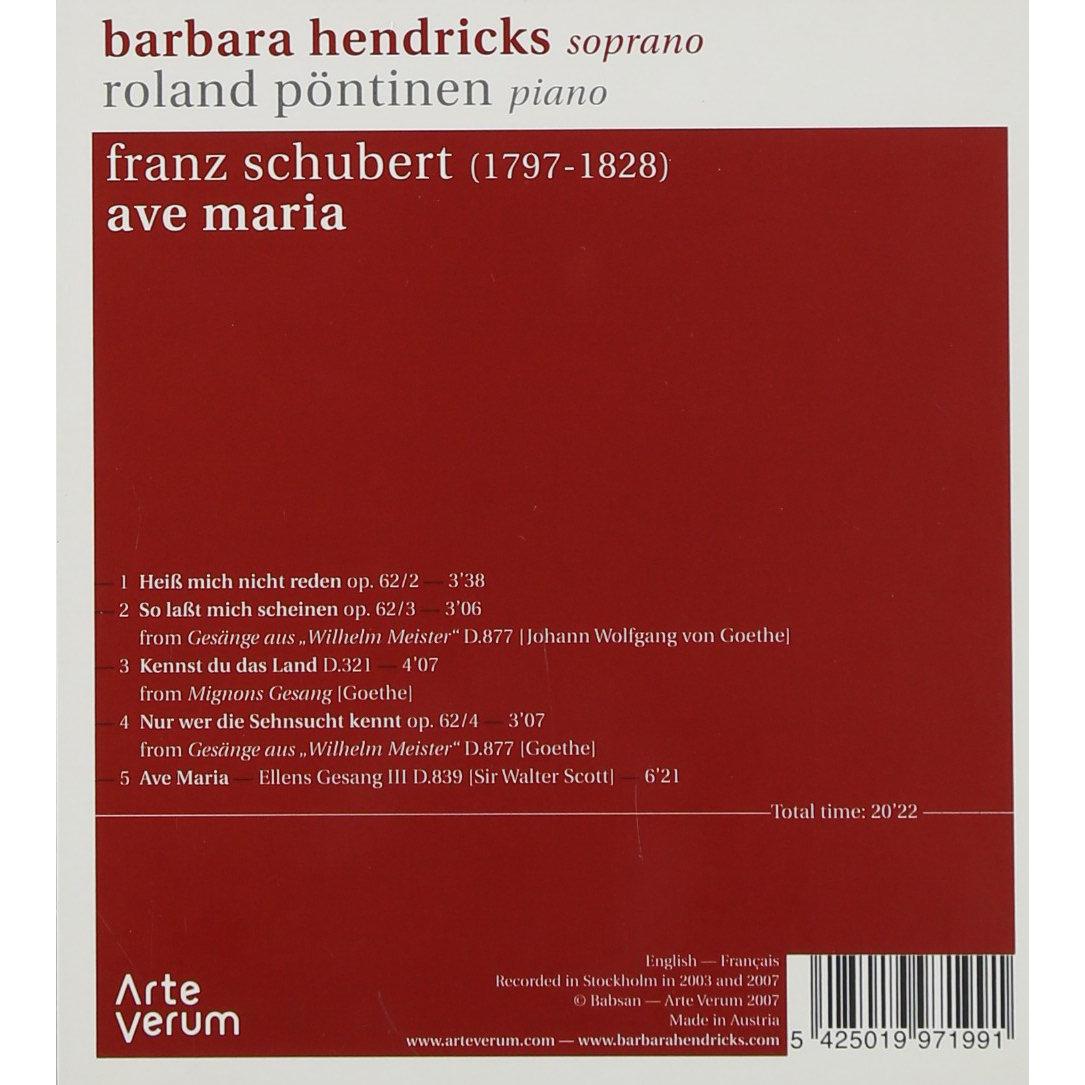 barbara hendricks soprano
roland pöntinen piano
franz schubert (1797-1828)
ave maria
1 Heiß mich nicht reden op. 62/2 — 3’38
2 So laßt mich scheinen op. 62/3 — 3’06
from Gesänge aus „Wilhelm Meister“ D.877 [Johann Wolfgang von Goethe]
3 Kennst du das Land D.321 — 4’07
from Mignons Gesang [Goethe]
4 Nur wer die Sehnsucht kennt op. 62/4 — 3’07
from Gesänge aus „Wilhelm Meister“ D.877 [Goethe]
5 Ave Maria — Ellens Gesang III D.839 [Sir Walter Scott] — 6’21
Total time: 20’22
English — Français
Recorded in Stockholm in 2003 and 2007
© Babsan — Arte Verum 2007
Made in Austria
www.arteverum.com — www.barbarahendricks.com
Arte
Verum
5 425019 971991